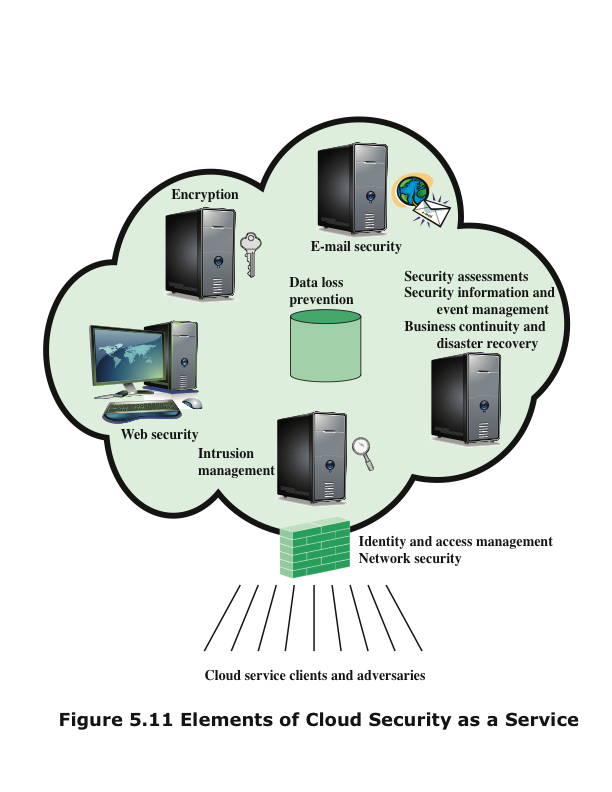 Encryption
E-mail security
Data loss
prevention
Security assessments
Security information and
event management
Business continuity and
disaster recovery
Web security
Intrusion
management
Identity and access management
Network security
Cloud service clients and adversaries
Figure 5.11 Elements of Cloud Security as a Service